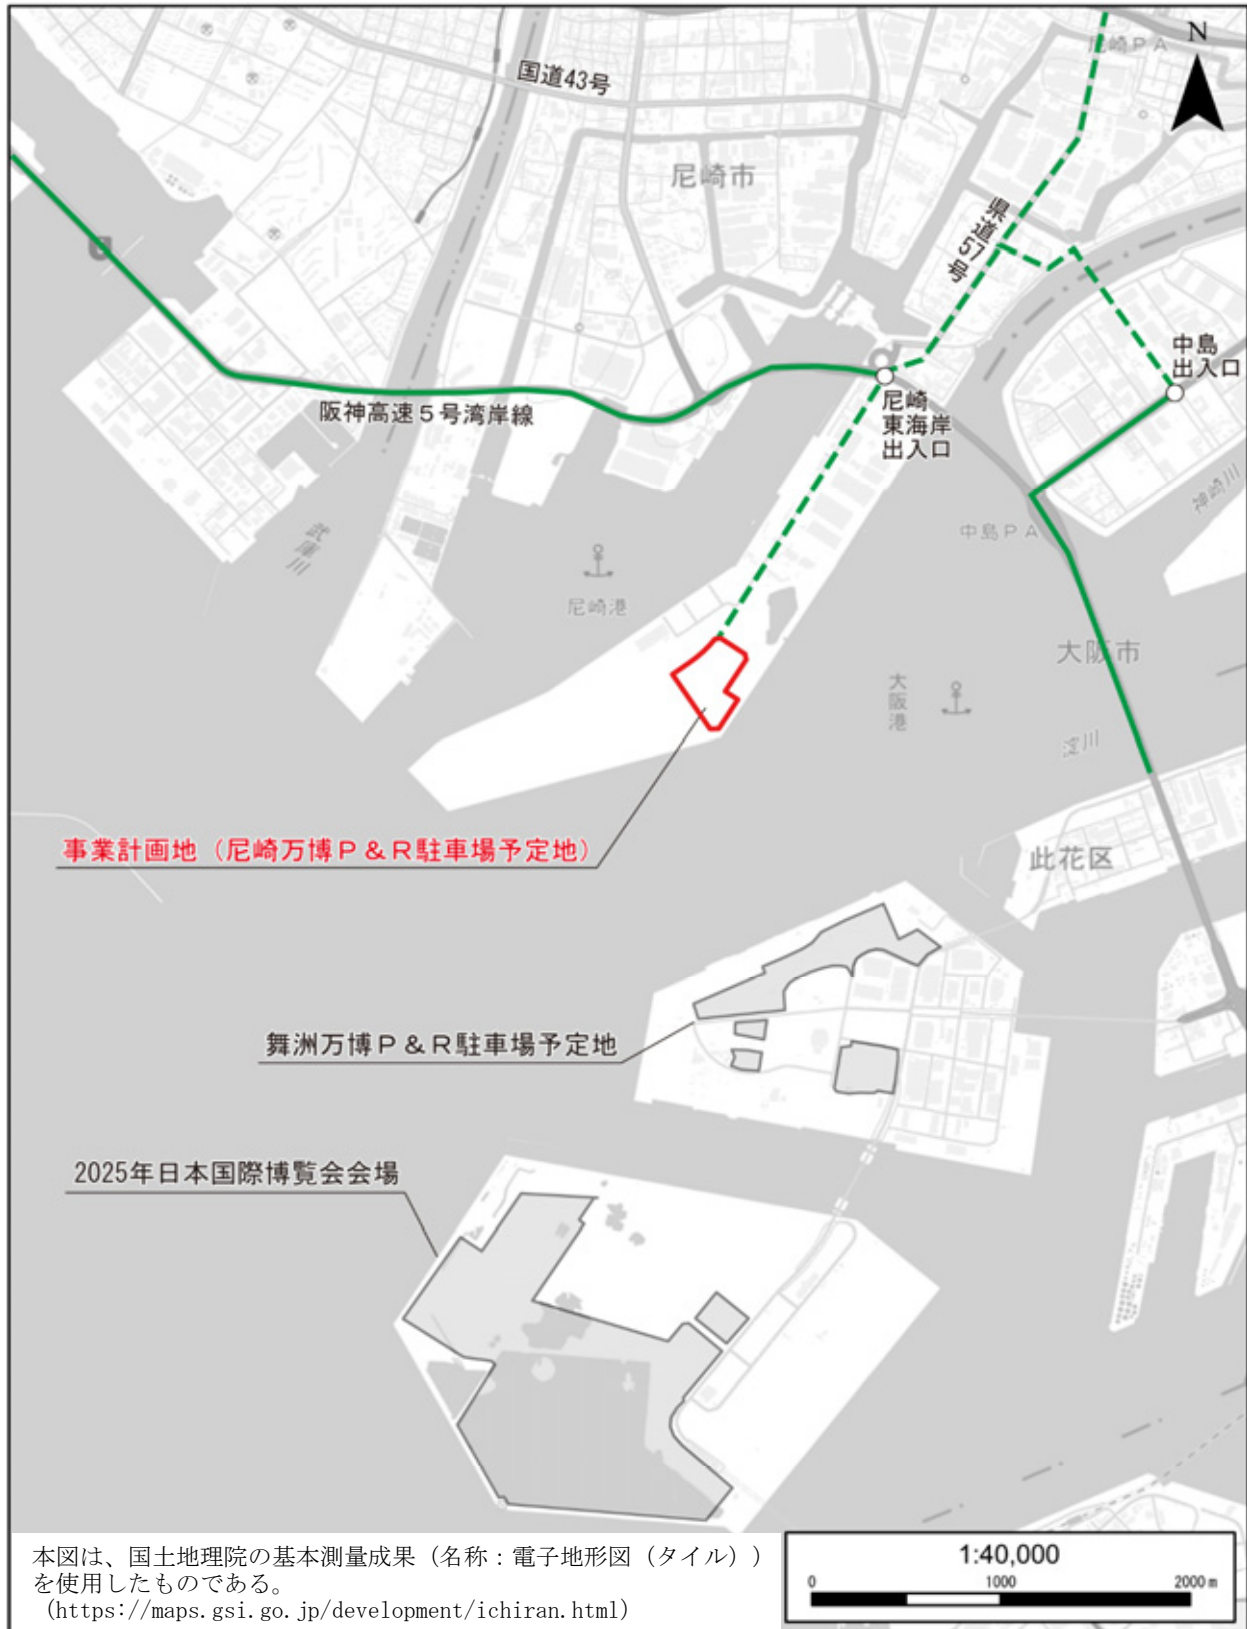 尼崎ＰＡ
N
国道43号
尼崎市
県道57号
中島
出入口
阪神高速５号湾岸線
尼崎
東海岸
出入口
神崎川
武庫川
中島ＰＡ
尼崎港
大阪市
大阪港
淀川
事業計画地（尼崎万博Ｐ＆Ｒ駐車場予定地）
此花区
舞洲万博Ｐ＆Ｒ駐車場予定地
2025年日本国際博覧会会場
本図は、国土地理院の基本測量成果（名称：電子地形図（タイル））
を使用したものである。
（https://maps.gsi.go.jp/development/ichiran.html）
1:40,000
0 1000 2000m